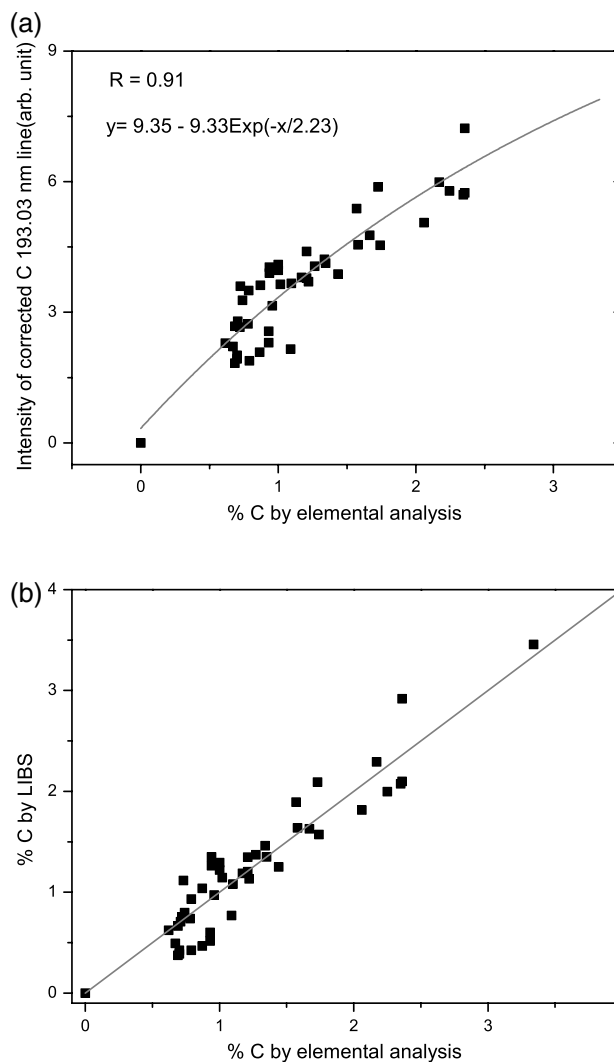 (a)
9
6
3
0
Intensity of corrected C 193.03 nm line(arb. unit)
R = 0.91
y= 9.35 - 9.33Exp(-x/2.23)
0 1 2 3
% C by elemental analysis
(b)
4
3
2
1
0
% C by LIBS
0 1 2 3
% C by elemental analysis